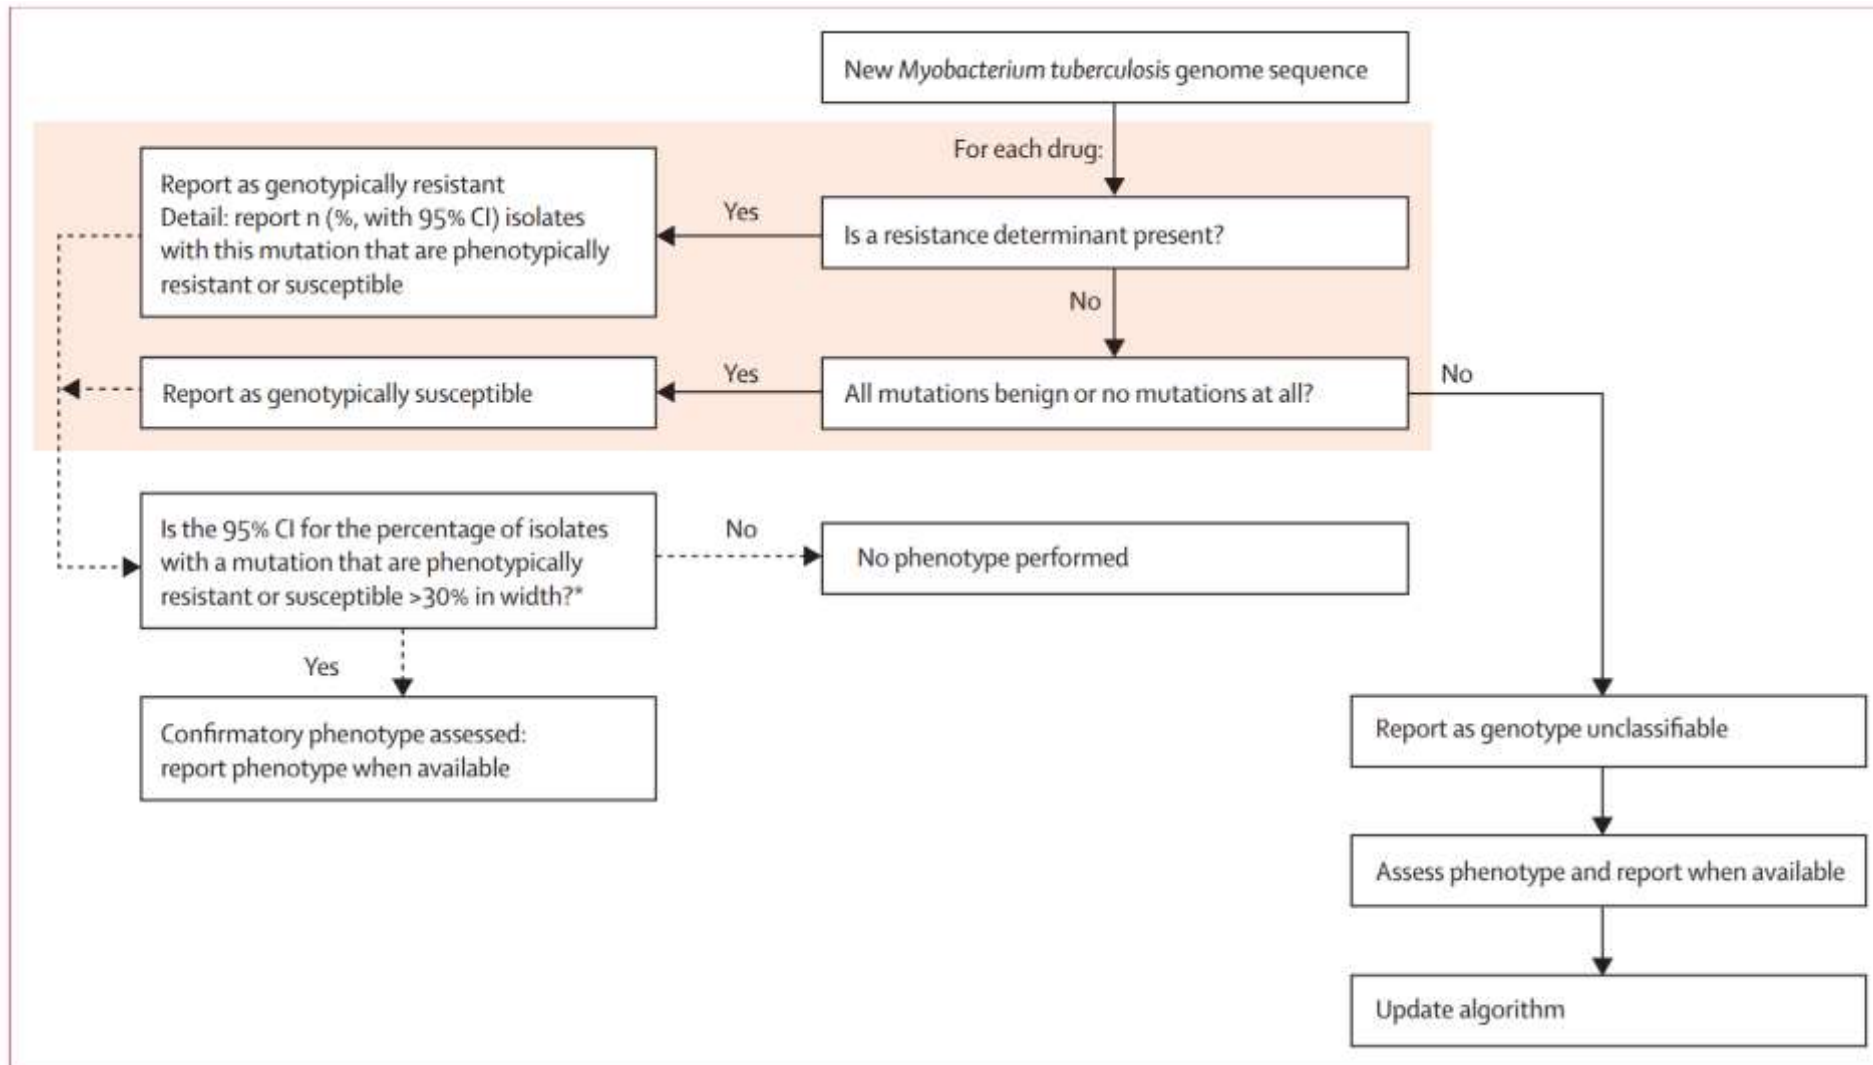 New Myobacterium tuberculosis genome sequence
For each drug:
Report as genotypically resistant
Detail: report n (%, with 95% CI) isolates
with this mutation that are phenotypically
resistant or susceptible
Yes
Is a resistance determinant present?
No
Report as genotypically susceptible
Yes
All mutations benign or no mutations at all?
No
Is the 95% CI for the percentage of isolates
with a mutation that are phenotypically
resistant or susceptible >30% in width?*
No
No phenotype performed
Yes
Confirmatory phenotype assessed:
report phenotype when available
Report as genotype unclassifiable
Assess phenotype and report when available
Update algorithm